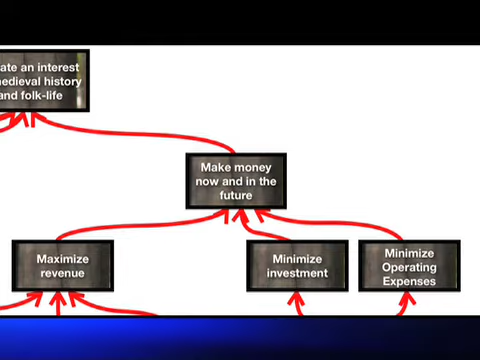 ate an interest
edieval history
and folk-life
Make money
now and in the
future
Maximize
revenue
Minimize
investment
Minimize
Operating
Expenses